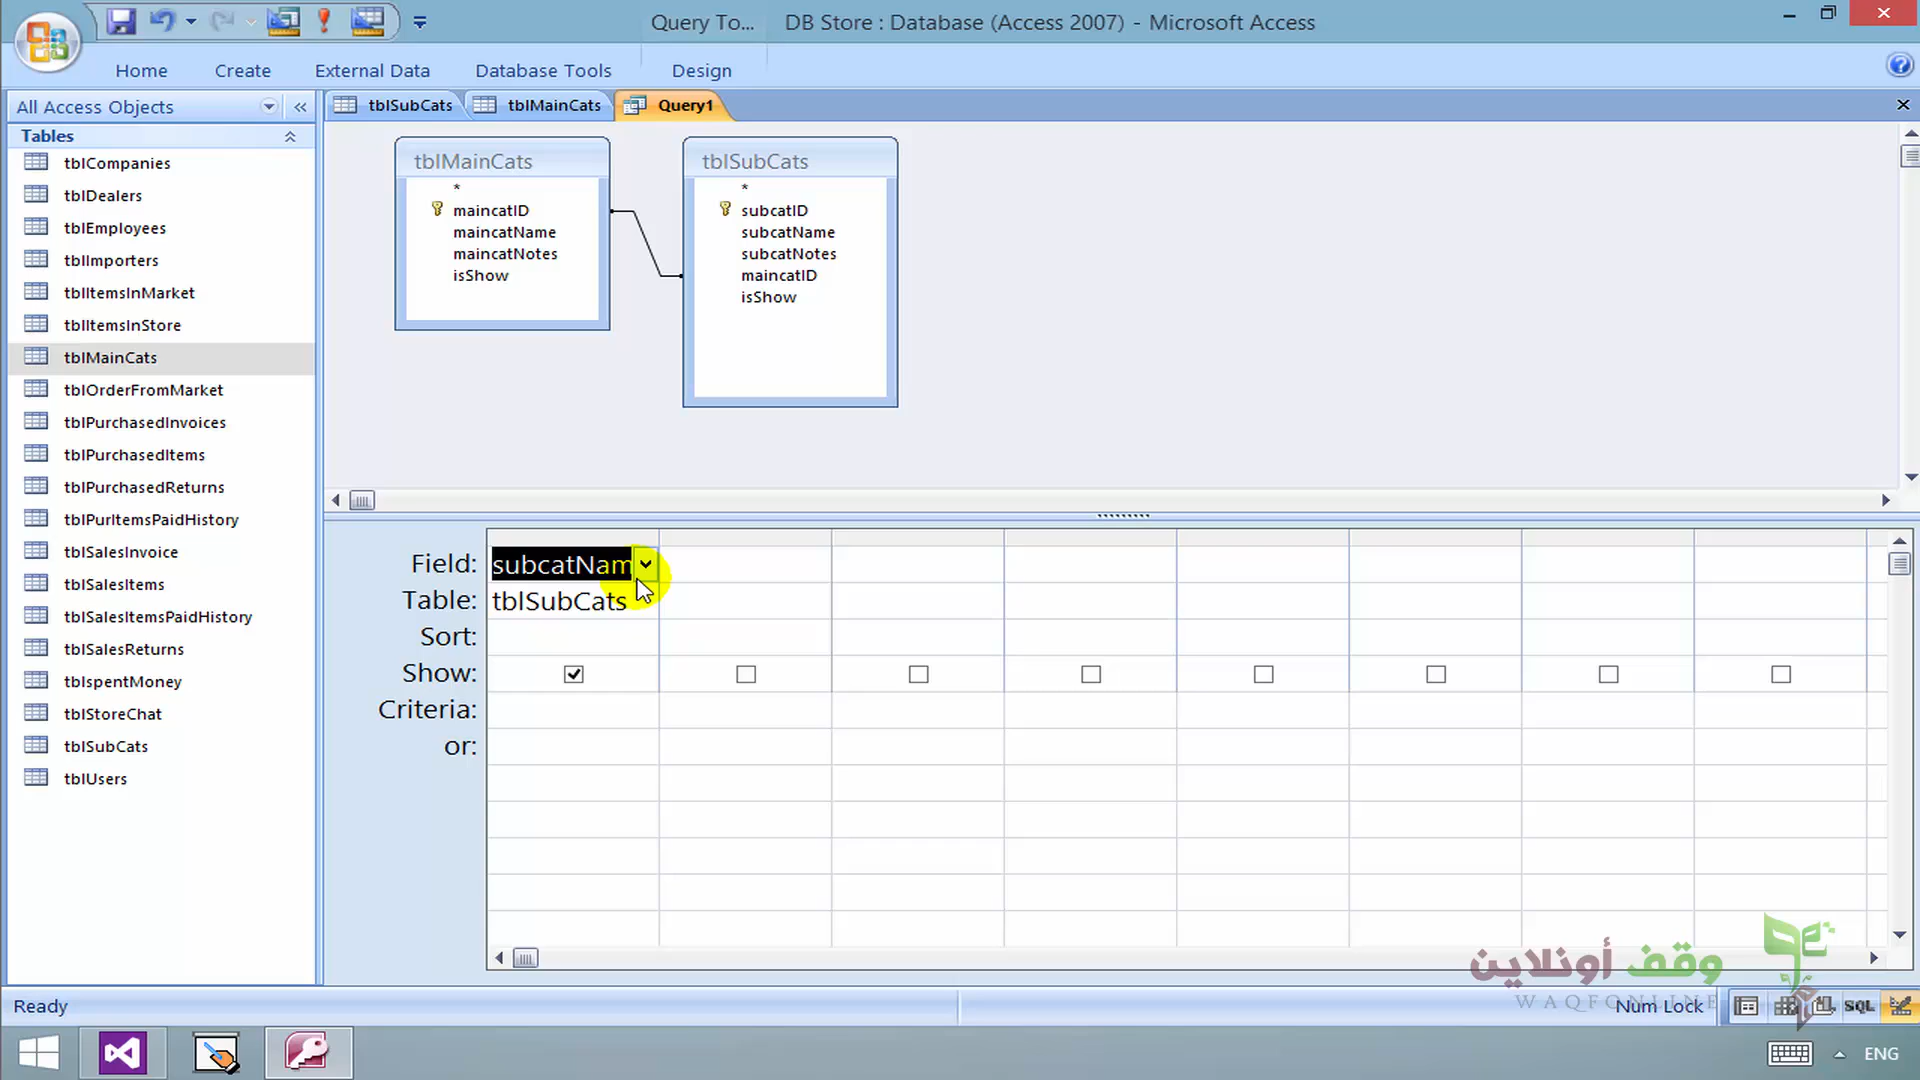 Query To...
DB Store : Database (Access 2007) - Microsoft Access
Home
Create
External Data
Database Tools
Design
All Access Objects
Tables
tblCompanies
tblDealers
tblEmployees
tblImporters
tblItemsInMarket
tblItemsInStore
tblMainCats
tblOrderFromMarket
tblPurchasedInvoices
tblPurchasedItems
tblPurchasedReturns
tblPurItemsPaidHistory
tblSalesInvoice
tblSalesItems
tblSalesItemsPaidHistory
tblSalesReturns
tblspentMoney
tblStoreChat
tblSubCats
tblUsers
tblSubCats
tblMainCats
Query1
tblMainCats
*
maincatID
maincatName
maincatNotes
isShow
tblSubCats
*
subcatID
subcatName
subcatNotes
maincatID
isShow
Field:
subcatNam
Table:
tblSubCats
Sort:
Show:
Criteria:
or:
وقف أونلاين
WAQFONLINE
Ready
Num Lock
SQL
ENG